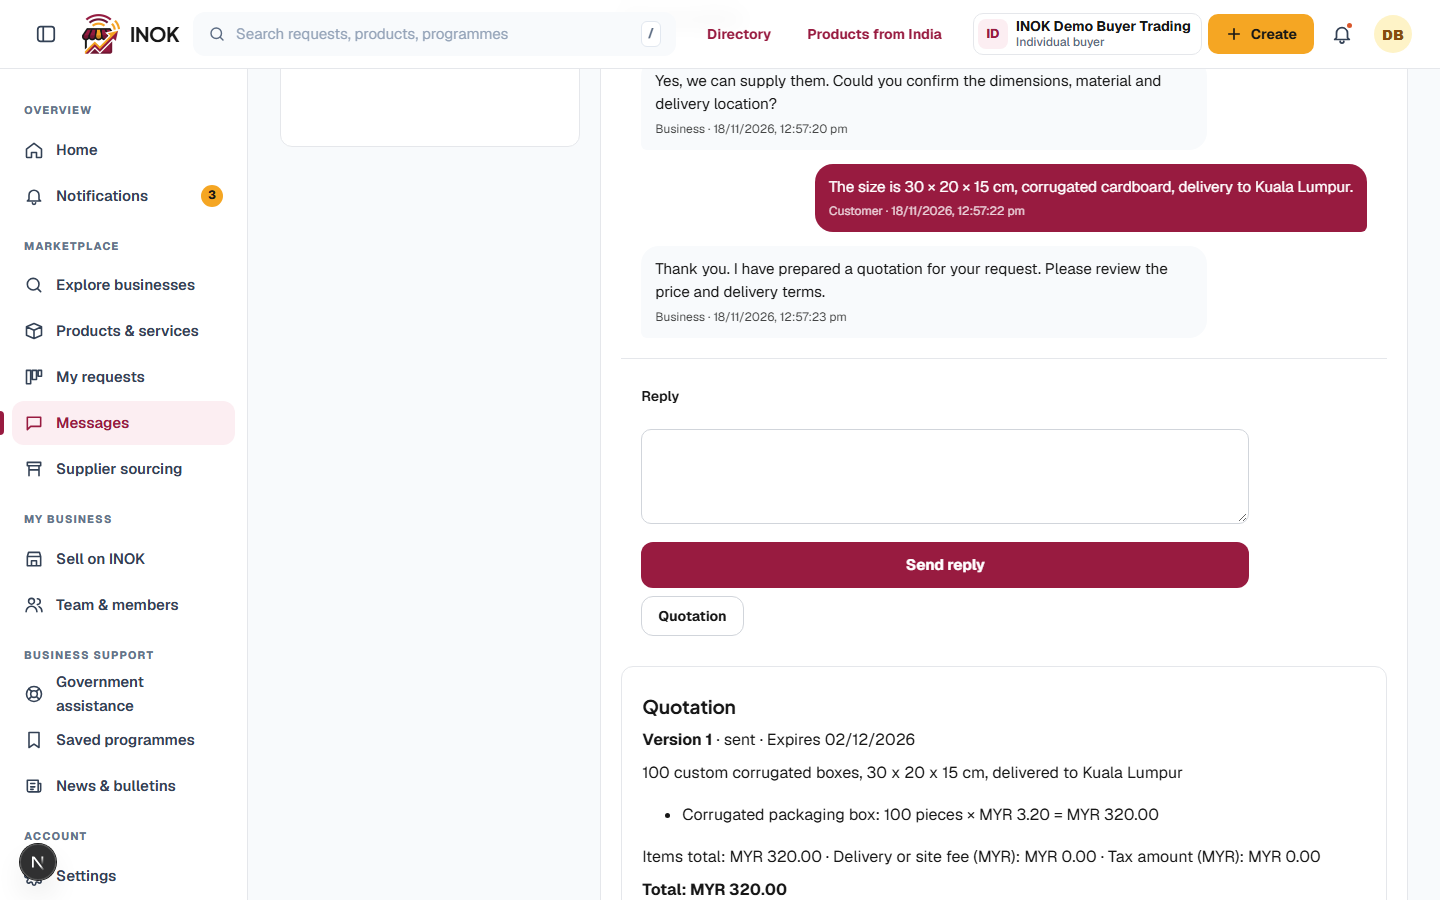 INOK
Search requests, products, programmes
/
Directory
Products from India
ID
INOK Demo Buyer Trading
Individual buyer
+ Create
DB
OVERVIEW
Home
Notifications
3
MARKETPLACE
Explore businesses
Products & services
My requests
Messages
Supplier sourcing
MY BUSINESS
Sell on INOK
Team & members
BUSINESS SUPPORT
Government
assistance
Saved programmes
News & bulletins
ACCOUNT
N
Settings
Yes, we can supply them. Could you confirm the dimensions, material and
delivery location?
Business · 18/11/2026, 12:57:20 pm
The size is 30 × 20 × 15 cm, corrugated cardboard, delivery to Kuala Lumpur.
Customer · 18/11/2026, 12:57:22 pm
Thank you. I have prepared a quotation for your request. Please review the
price and delivery terms.
Business · 18/11/2026, 12:57:23 pm
Reply
Send reply
Quotation
Quotation
Version 1 · sent · Expires 02/12/2026
100 custom corrugated boxes, 30 x 20 x 15 cm, delivered to Kuala Lumpur
• Corrugated packaging box: 100 pieces × MYR 3.20 = MYR 320.00
Items total: MYR 320.00 · Delivery or site fee (MYR): MYR 0.00 · Tax amount (MYR): MYR 0.00
Total: MYR 320.00